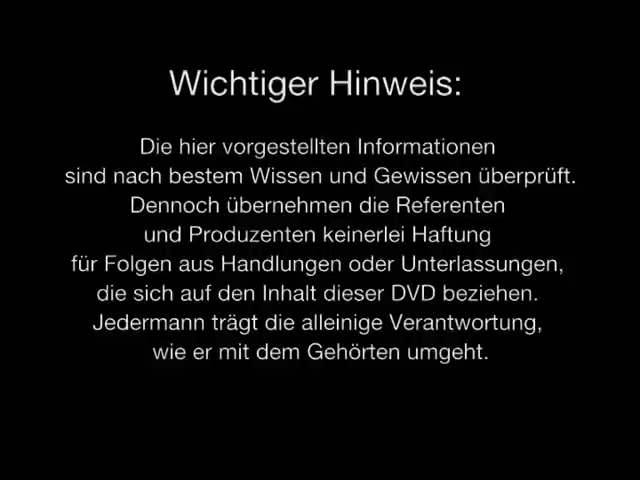 Wichtiger Hinweis:
Die hier vorgestellten Informationen
sind nach bestem Wissen und Gewissen überprüft.
Dennoch übernehmen die Referenten
und Produzenten keinerlei Haftung
für Folgen aus Handlungen oder Unterlassungen,
die sich auf den Inhalt dieser DVD beziehen.
Jedermann trägt die alleinige Verantwortung,
wie er mit dem Gehörten umgeht.